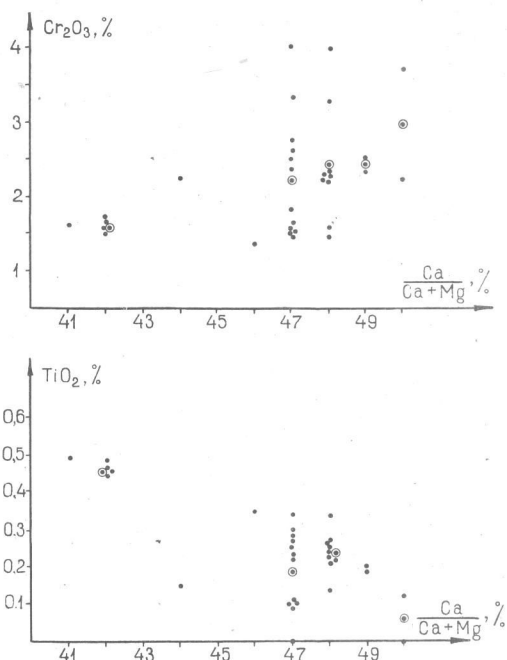 Cr₂O₃, %
4
3
2
1
Ca
Ca+Mg , %
41 43 45 47 49
TiO₂, %
0,6
0,5
0,4
0.3
0.2
0.1
Ca
Ca+Mg , %
41 43 45 47 49